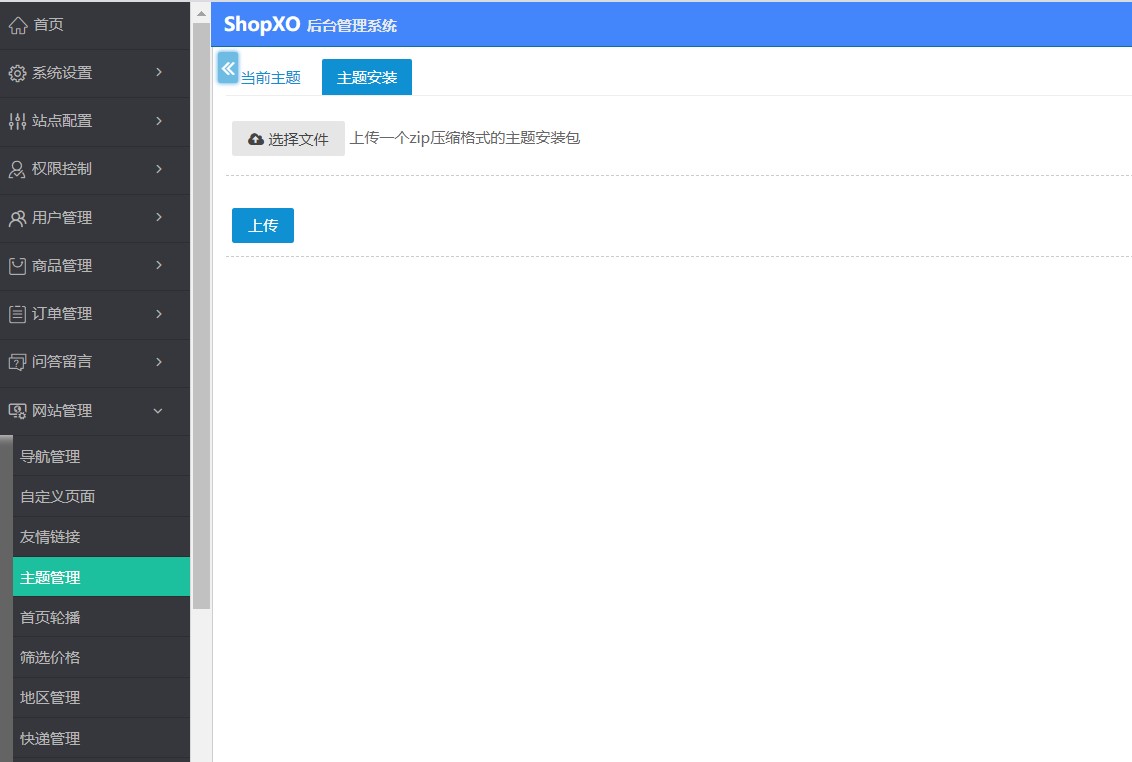 首页
系统设置
站点配置
权限控制
用户管理
商品管理
订单管理
问答留言
网站管理
导航管理
自定义页面
友情链接
主题管理
首页轮播
筛选价格
地区管理
快递管理
ShopXO 后台管理系统
当前主题 主题安装
选择文件 上传一个zip压缩格式的主题安装包
上传